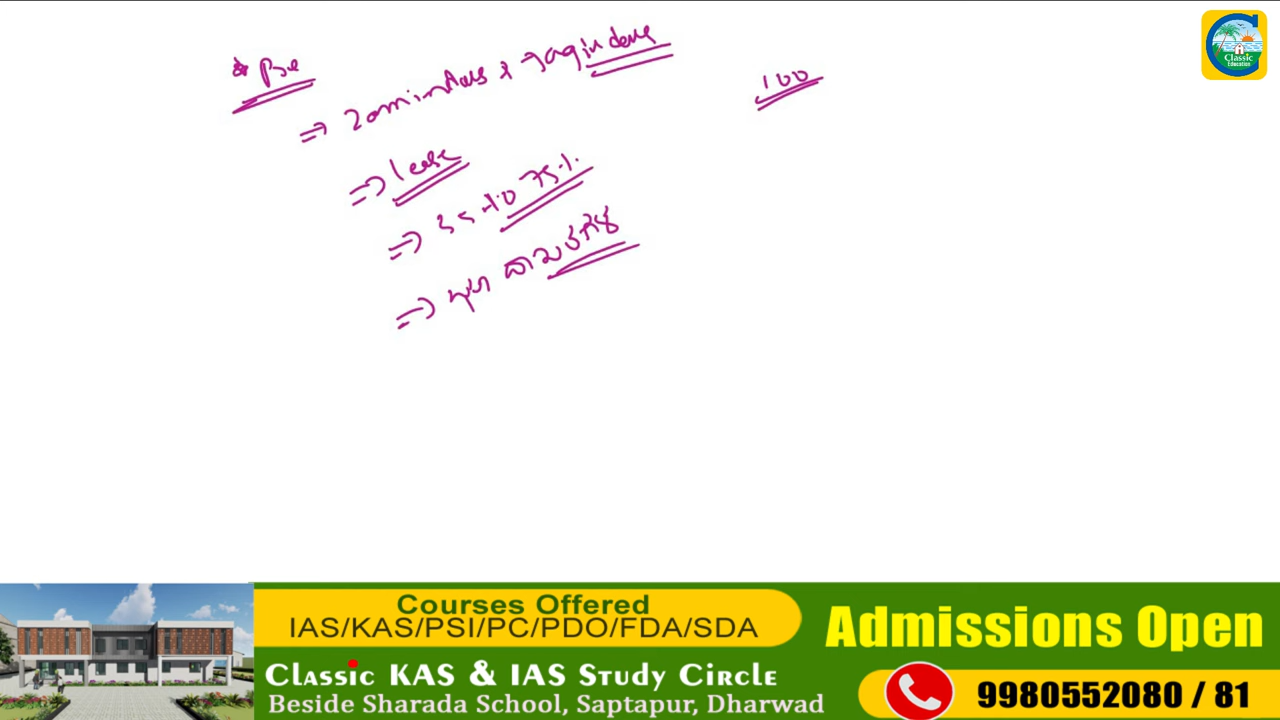 * Pre
100
⇒ Zamindars & Jagirdars
⇒ lease
⇒ 35 to 75 %.
⇒
Classic
Education
Courses Offered
IAS/KAS/PSI/PC/PDO/FDA/SDA
Classic KAS & IAS Study Circle
Beside Sharada School, Saptapur, Dharwad
Admissions Open
9980552080 / 81